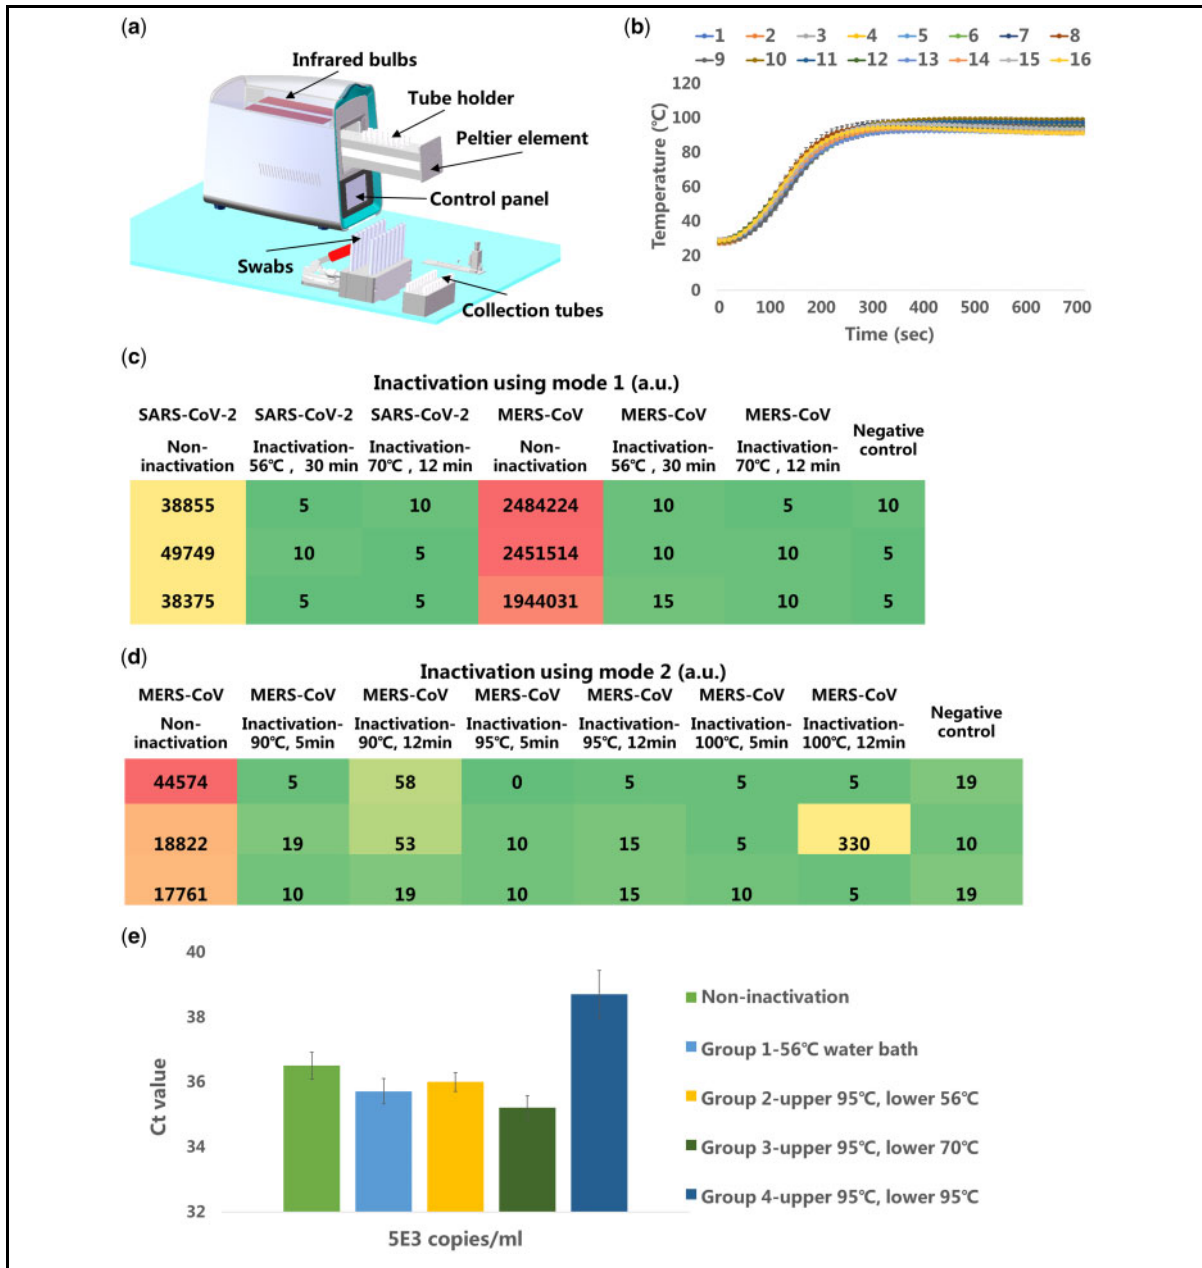 (a)
Infrared bulbs
Tube holder
Peltier element
Control panel
Swabs
Collection tubes
(b)
1 2 3 4 5 6 7 8
9 10 11 12 13 14 15 16
Temperature (℃)
120
100
80
60
40
20
0
0 100 200 300 400 500 600 700
Time (sec)
(c)
Inactivation using mode 1 (a.u.)
SARS-CoV-2 SARS-CoV-2 SARS-CoV-2 MERS-CoV MERS-CoV MERS-CoV Negative control
Non- Inactivation- Inactivation- Non- Inactivation- Inactivation-
inactivation 56℃ , 30 min 70℃, 12 min inactivation 56℃ , 30 min 70℃, 12 min
38855 5 10 2484224 10 5 10
49749 10 5 2451514 10 10 5
38375 5 5 1944031 15 10 5
(d)
Inactivation using mode 2 (a.u.)
MERS-CoV MERS-CoV MERS-CoV MERS-CoV MERS-CoV MERS-CoV MERS-CoV Negative control
Non- Inactivation- Inactivation- Inactivation- Inactivation- Inactivation- Inactivation-
inactivation 90℃, 5min 90℃, 12min 95℃, 5min 95℃, 12min 100℃, 5min 100℃, 12min
44574 5 58 0 5 5 5 19
18822 19 53 10 15 5 330 10
17761 10 19 10 15 10 5 19
(e)
Ct value
40
38
36
34
32
5E3 copies/ml
Non-inactivation
Group 1-56℃ water bath
Group 2-upper 95℃, lower 56℃
Group 3-upper 95℃, lower 70℃
Group 4-upper 95℃, lower 95℃